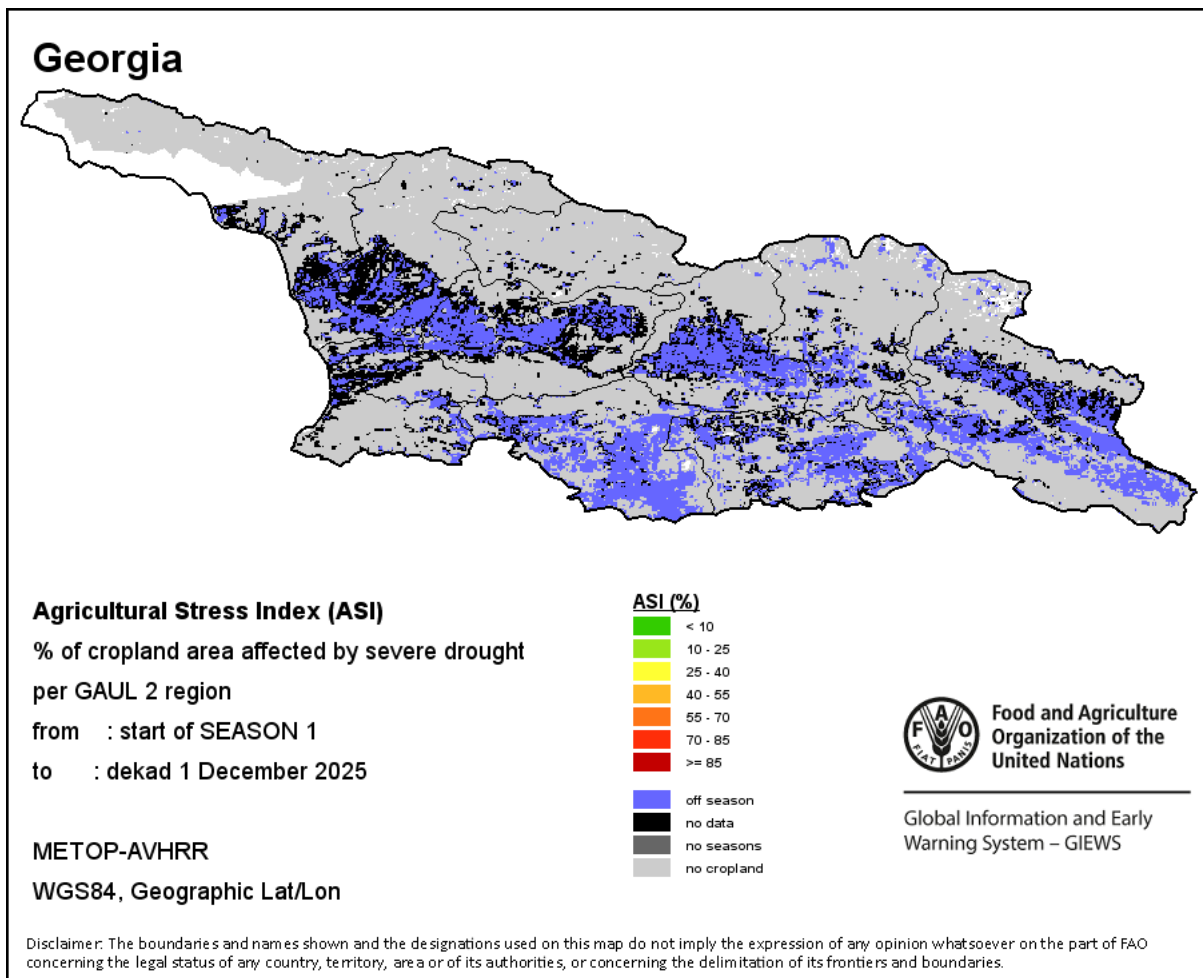 Georgia
Agricultural Stress Index (ASI)
% of cropland area affected by severe drought
per GAUL 2 region
from : start of SEASON 1
to : dekad 1 December 2025
METOP-AVHRR
WGS84, Geographic Lat/Lon
ASI (%)
< 10
10 - 25
25 - 40
40 - 55
55 - 70
70 - 85
>= 85
off season
no data
no seasons
no cropland
F A O
FIAT PANIS
Food and Agriculture
Organization of the
United Nations
Global Information and Early
Warning System – GIEWS
Disclaimer: The boundaries and names shown and the designations used on this map do not imply the expression of any opinion whatsoever on the part of FAO
concerning the legal status of any country, territory, area or of its authorities, or concerning the delimitation of its frontiers and boundaries.